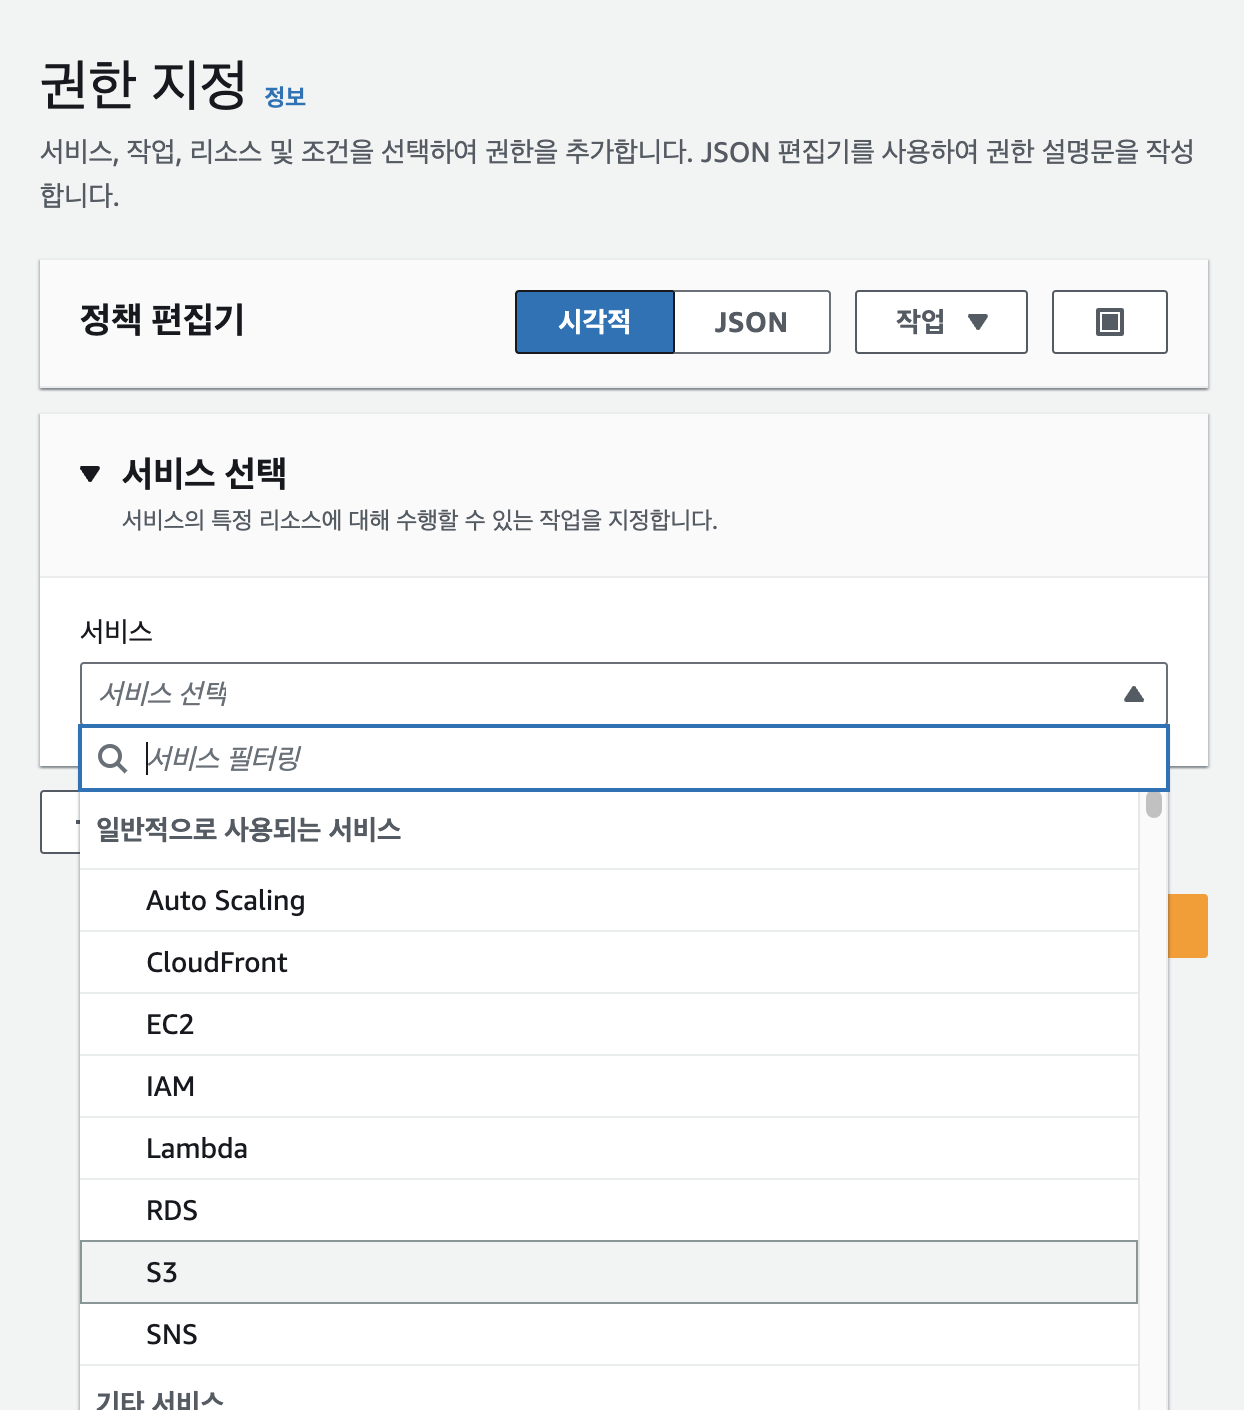 권한 지정 정보
서비스, 작업, 리소스 및 조건을 선택하여 권한을 추가합니다. JSON 편집기를 사용하여 권한 설명문을 작성
합니다.
정책 편집기 시각적 JSON 작업
서비스 선택
서비스의 특정 리소스에 대해 수행할 수 있는 작업을 지정합니다.
서비스
서비스 선택
서비스 필터링
일반적으로 사용되는 서비스
Auto Scaling
CloudFront
EC2
IAM
Lambda
RDS
S3
SNS
기타 서비스